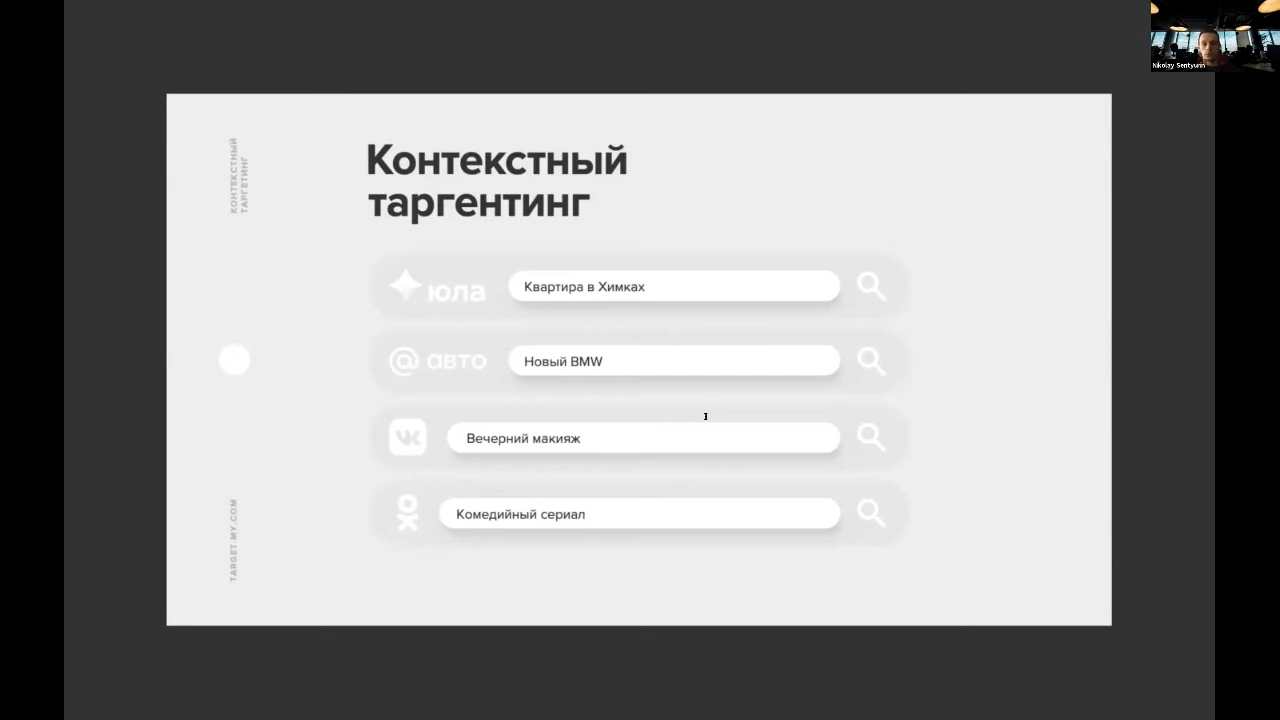 Nikolay Sentyurin
КОНТЕКСТНЫЙ
ТАРГЕТИНГ
Контекстный
таргентинг
юла
Квартира в Химках
@ авто
Новый BMW
Вечерний макияж
Комедийный сериал
TARGET.MY.COM